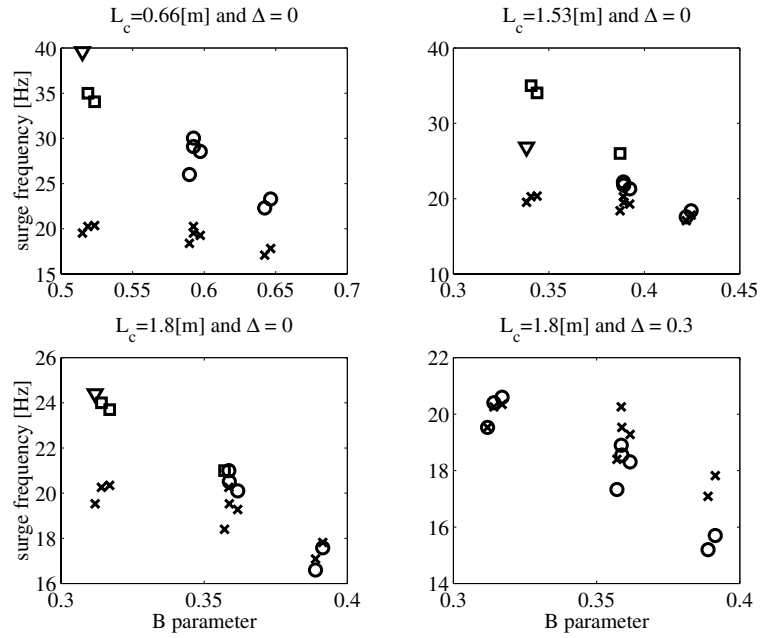 L_c=0.66[m] and Δ = 0
surge frequency [Hz]
40
35
30
25
20
15
0.5 0.55 0.6 0.65 0.7
L_c=1.53[m] and Δ = 0
40
30
20
10
0.3 0.35 0.4 0.45
L_c=1.8[m] and Δ = 0
surge frequency [Hz]
26
24
22
20
18
16
0.3 0.35 0.4
B parameter
L_c=1.8[m] and Δ = 0.3
22
20
18
16
14
0.3 0.35 0.4
B parameter